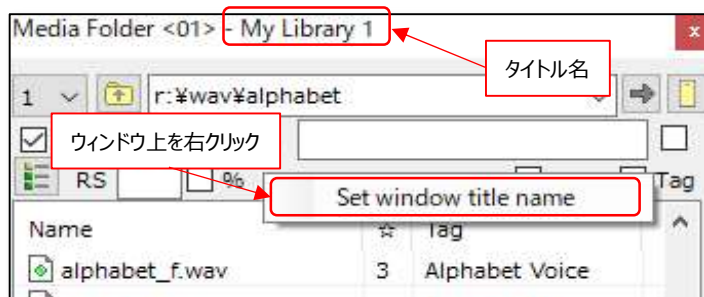 Media Folder <01> - My Library 1
x
タイトル名
1
r:¥wav¥alphabet
ウィンドウ上を右クリック
RS
%
Tag
Set window title name
Name
☆
Tag
alphabet_f.wav
3
Alphabet Voice